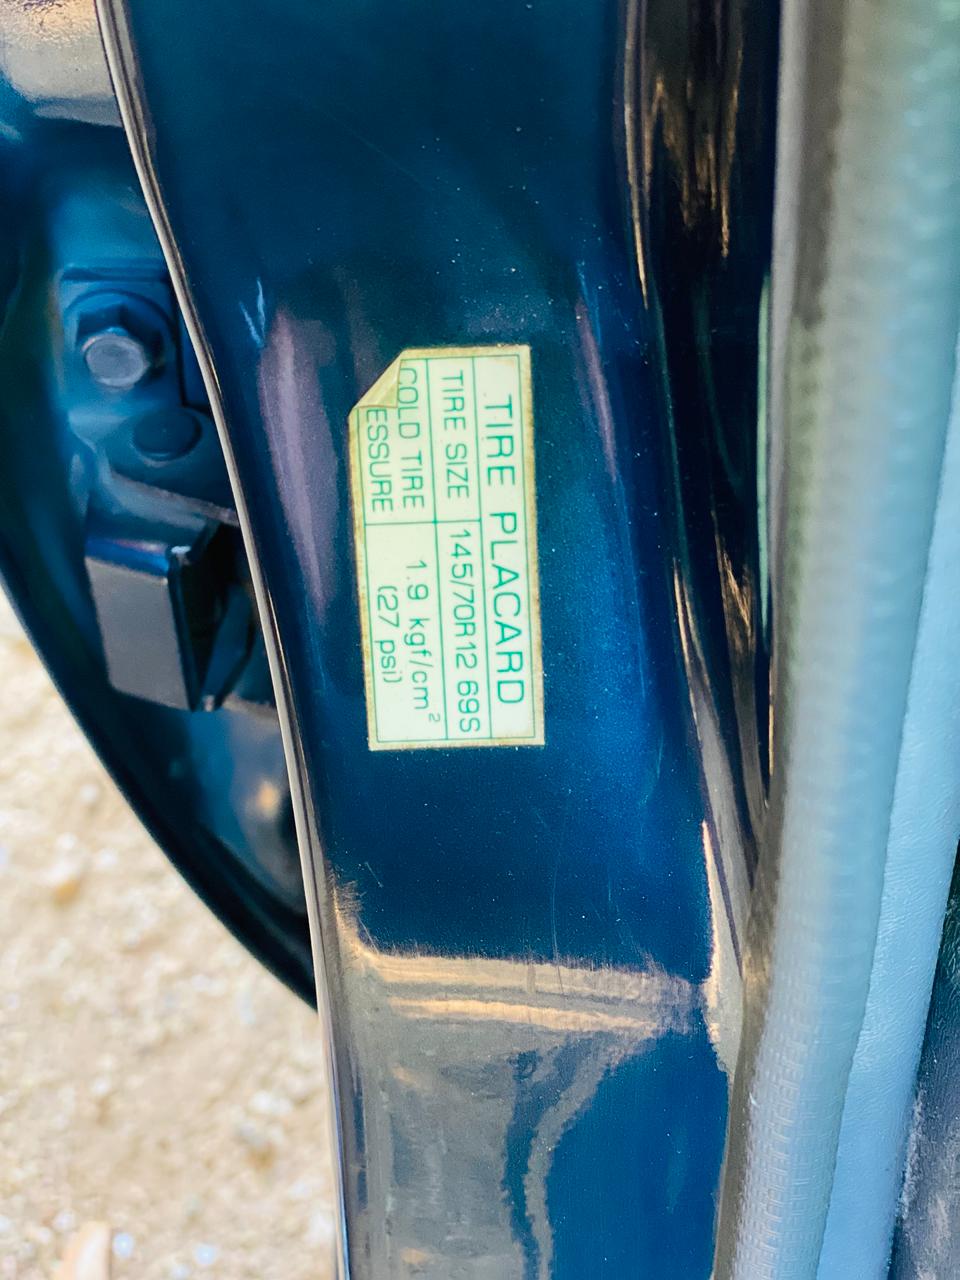 TIRE PLACARD
TIRE SIZE 145/70R12 69S
COLD TIRE 1.9 kgf/cm²
ESSURE (27 psi)